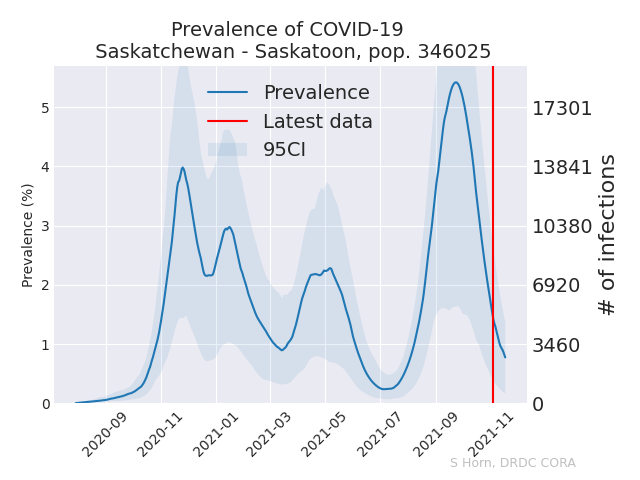 Prevalence of COVID-19
Saskatchewan - Saskatoon, pop. 346025
Prevalence
Latest data
95CI
Prevalence (%)
5
4
3
2
1
0
17301
13841
10380
6920
3460
0
# of infections
2020-09
2020-11
2021-01
2021-03
2021-05
2021-07
2021-09
2021-11
S Horn, DRDC CORA